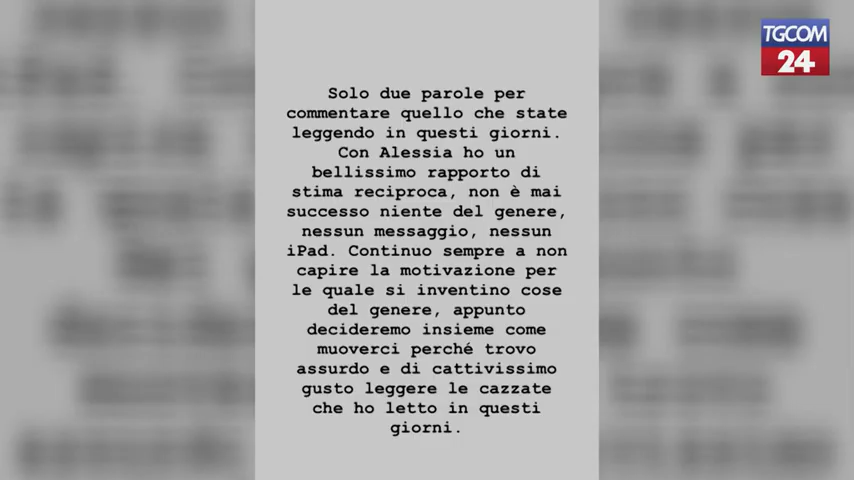 TGCOM
24
Solo due parole per
commentare quello che state
leggendo in questi giorni.
Con Alessia ho un
bellissimo rapporto di
stima reciproca, non è mai
successo niente del genere,
nessun messaggio, nessun
iPad. Continuo sempre a non
capire la motivazione per
le quale si inventino cose
del genere, appunto
decideremo insieme come
muoverci perché trovo
assurdo e di cattivissimo
gusto leggere le cazzate
che ho letto in questi
giorni.